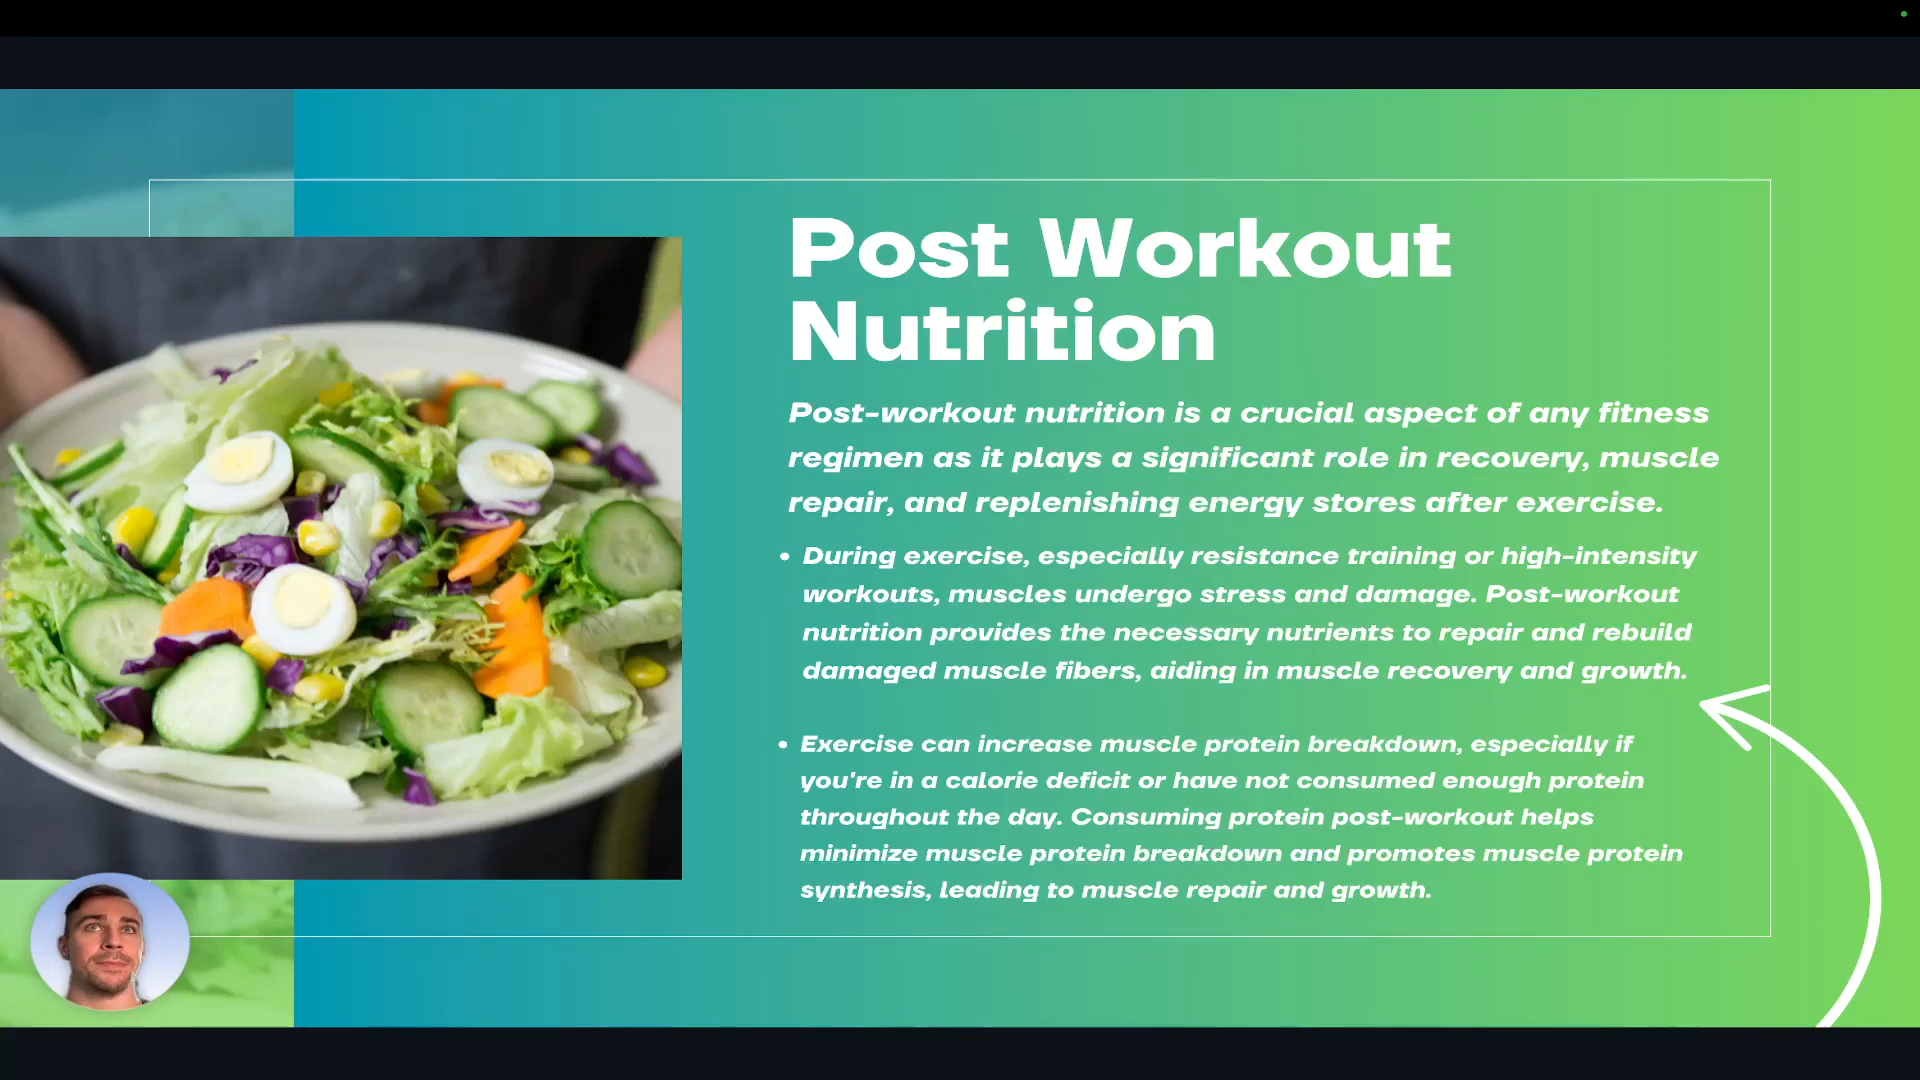 Post Workout
Nutrition
Post-workout nutrition is a crucial aspect of any fitness
regimen as it plays a significant role in recovery, muscle
repair, and replenishing energy stores after exercise.
• During exercise, especially resistance training or high-intensity
workouts, muscles undergo stress and damage. Post-workout
nutrition provides the necessary nutrients to repair and rebuild
damaged muscle fibers, aiding in muscle recovery and growth.
• Exercise can increase muscle protein breakdown, especially if
you're in a calorie deficit or have not consumed enough protein
throughout the day. Consuming protein post-workout helps
minimize muscle protein breakdown and promotes muscle protein
synthesis, leading to muscle repair and growth.